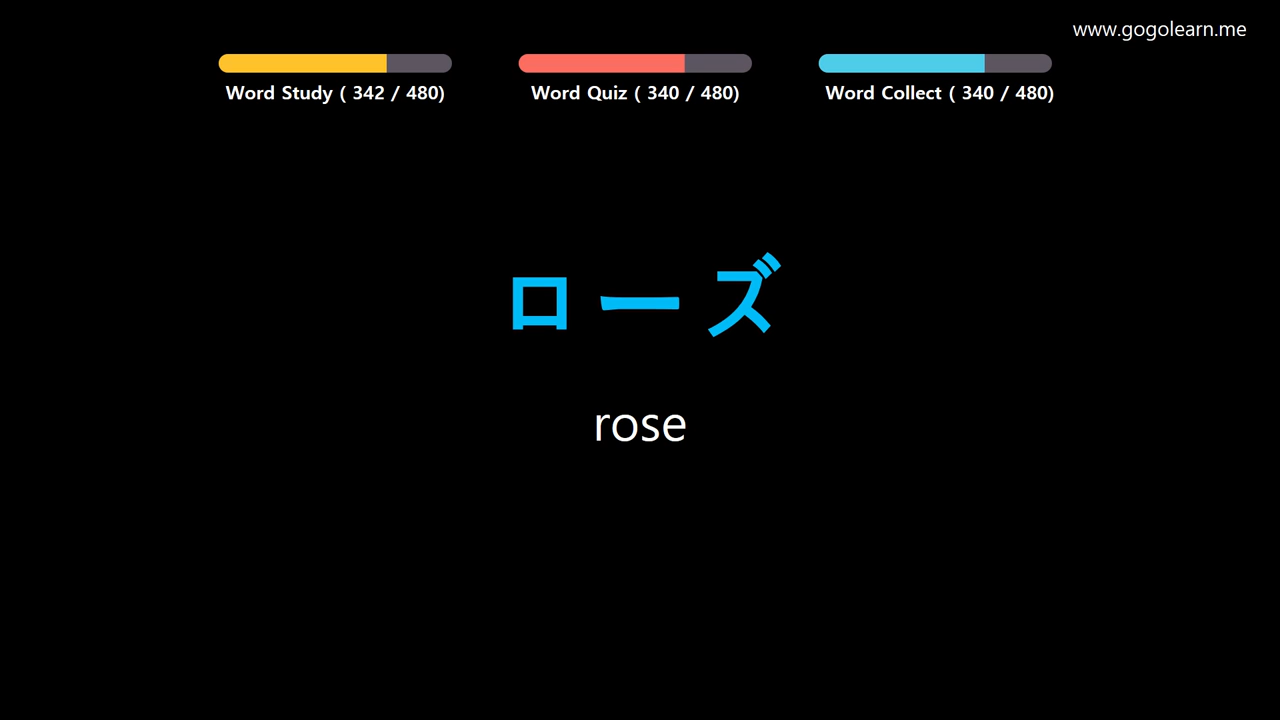 www.gogolearn.me
Word Study ( 342 / 480)
Word Quiz ( 340 / 480)
Word Collect ( 340 / 480)
ローズ
rose